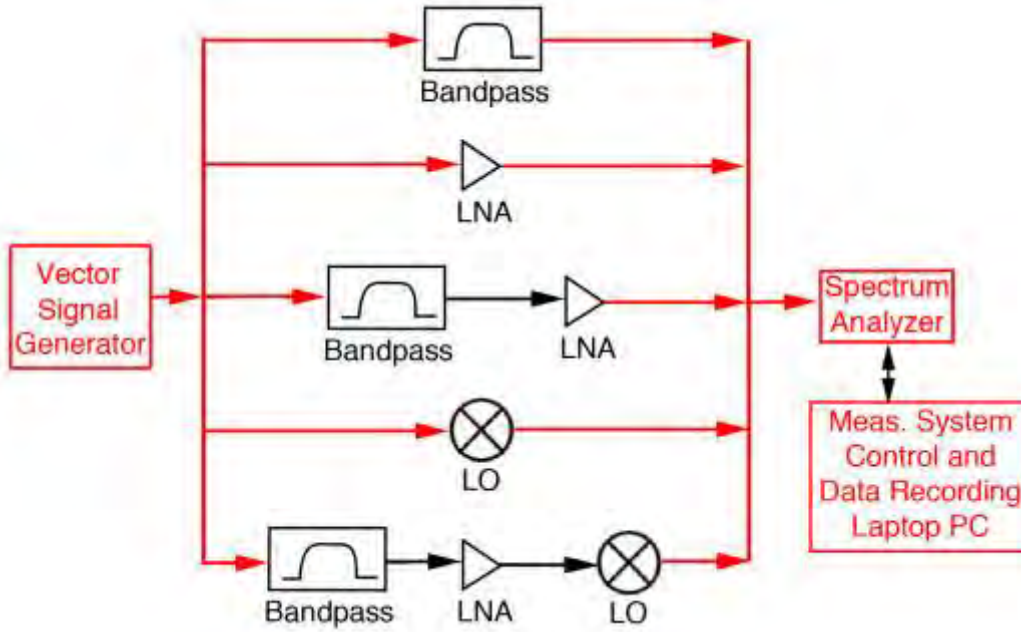 Bandpass
LNA
Vector
Signal
Generator
Bandpass
LNA
Spectrum
Analyzer
LO
Meas. System
Control and
Data Recording
Laptop PC
Bandpass
LNA
LO